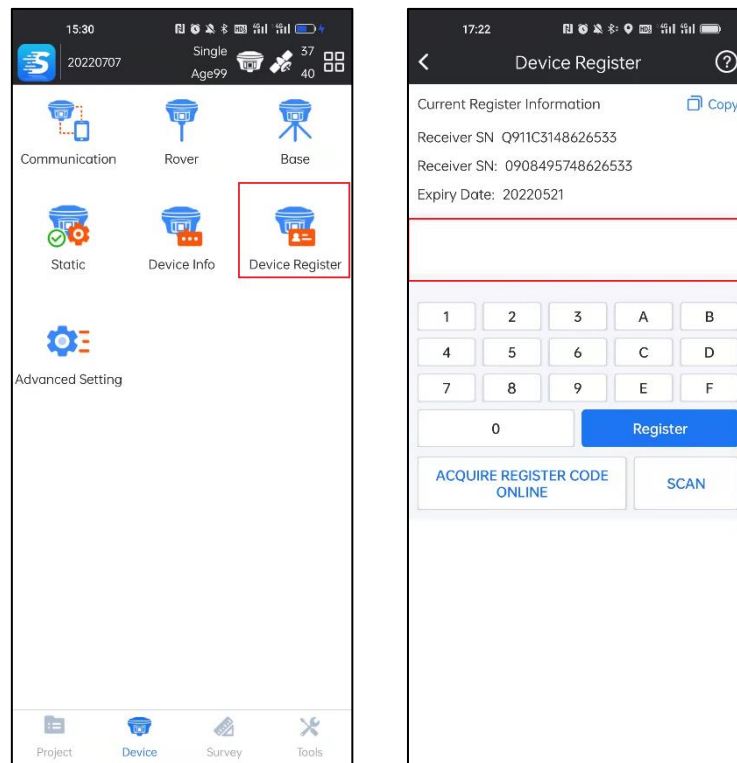 15:30
20220707
Single
Age99
37
40
Communication
Rover
Base
Static
Device Info
Device Register
Advanced Setting
Project
Device
Survey
Tools
17:22
Device Register
?
Current Register Information
Copy
Receiver SN Q911C3148626533
Receiver SN: 0908495748626533
Expiry Date: 20220521
1 2 3 A B
4 5 6 C D
7 8 9 E F
0 Register
ACQUIRE REGISTER CODE
ONLINE
SCAN